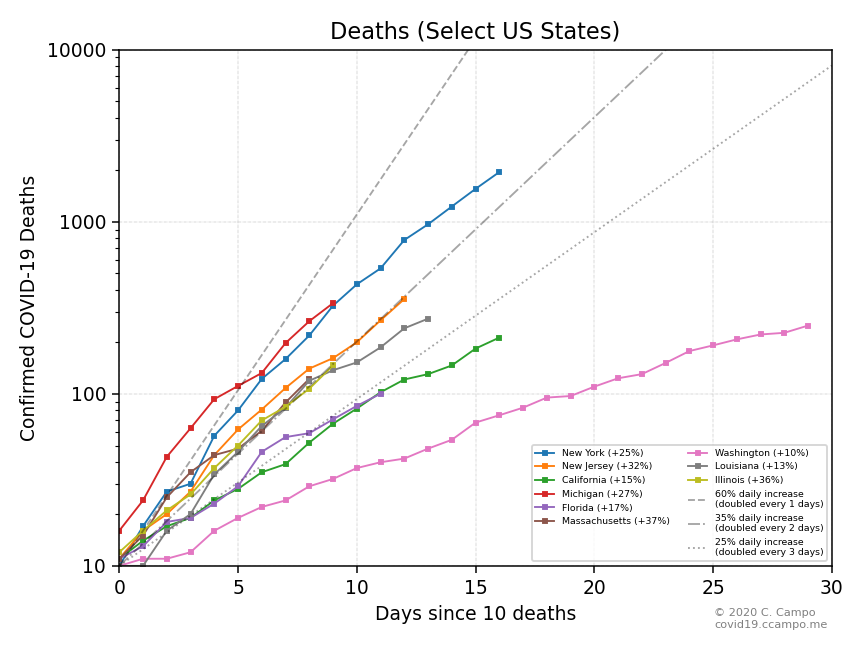 Deaths (Select US States)
10000
1000
100
10
Confirmed COVID-19 Deaths
0 5 10 15 20 25 30
Days since 10 deaths
New York (+25%)
New Jersey (+32%)
California (+15%)
Michigan (+27%)
Florida (+17%)
Massachusetts (+37%)
Washington (+10%)
Louisiana (+13%)
Illinois (+36%)
60% daily increase
(doubled every 1 days)
35% daily increase
(doubled every 2 days)
25% daily increase
(doubled every 3 days)
© 2020 C. Campo
covid19.ccampo.me